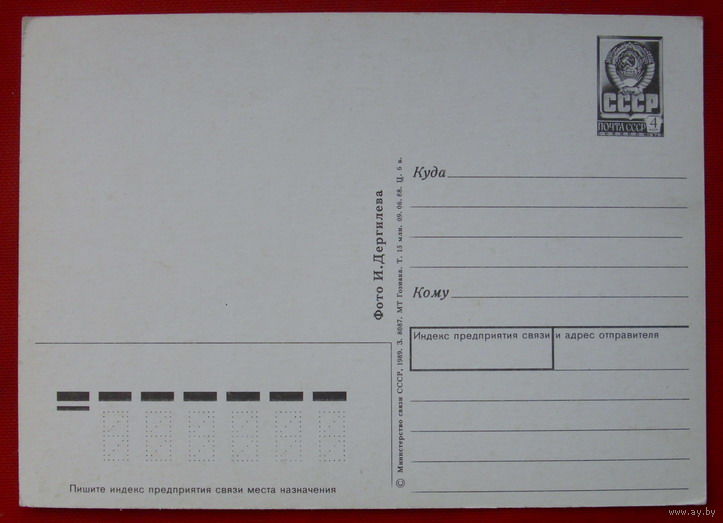 СССР
ПОЧТА СССР 4
Куда
Кому
Индекс предприятия связи и адрес отправителя
Фото И. Дергилева
© Министерство связи СССР, 1989. З. 8087. МТ Гознака. Т. 15 млн. 09. 06. 88. Ц. 5 к.
Пишите индекс предприятия связи места назначения
www.ay.by